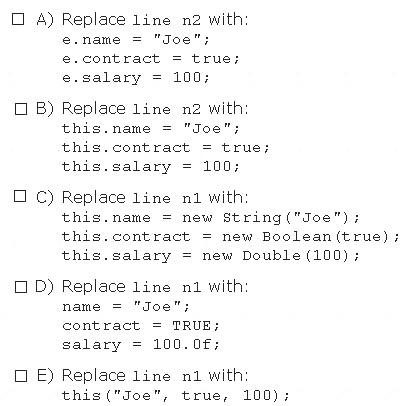 A) Replace line n2 with:
e.name = "Joe";
e.contract = true;
e.salary = 100;
B) Replace line n2 with:
this.name = "Joe";
this.contract = true;
this.salary = 100;
C) Replace line n1 with:
this.name = new String("Joe");
this.contract = new Boolean(true);
this.salary = new Double(100);
D) Replace line n1 with:
name = "Joe";
contract = TRUE;
salary = 100.0f;
E) Replace line n1 with:
this("Joe", true, 100);